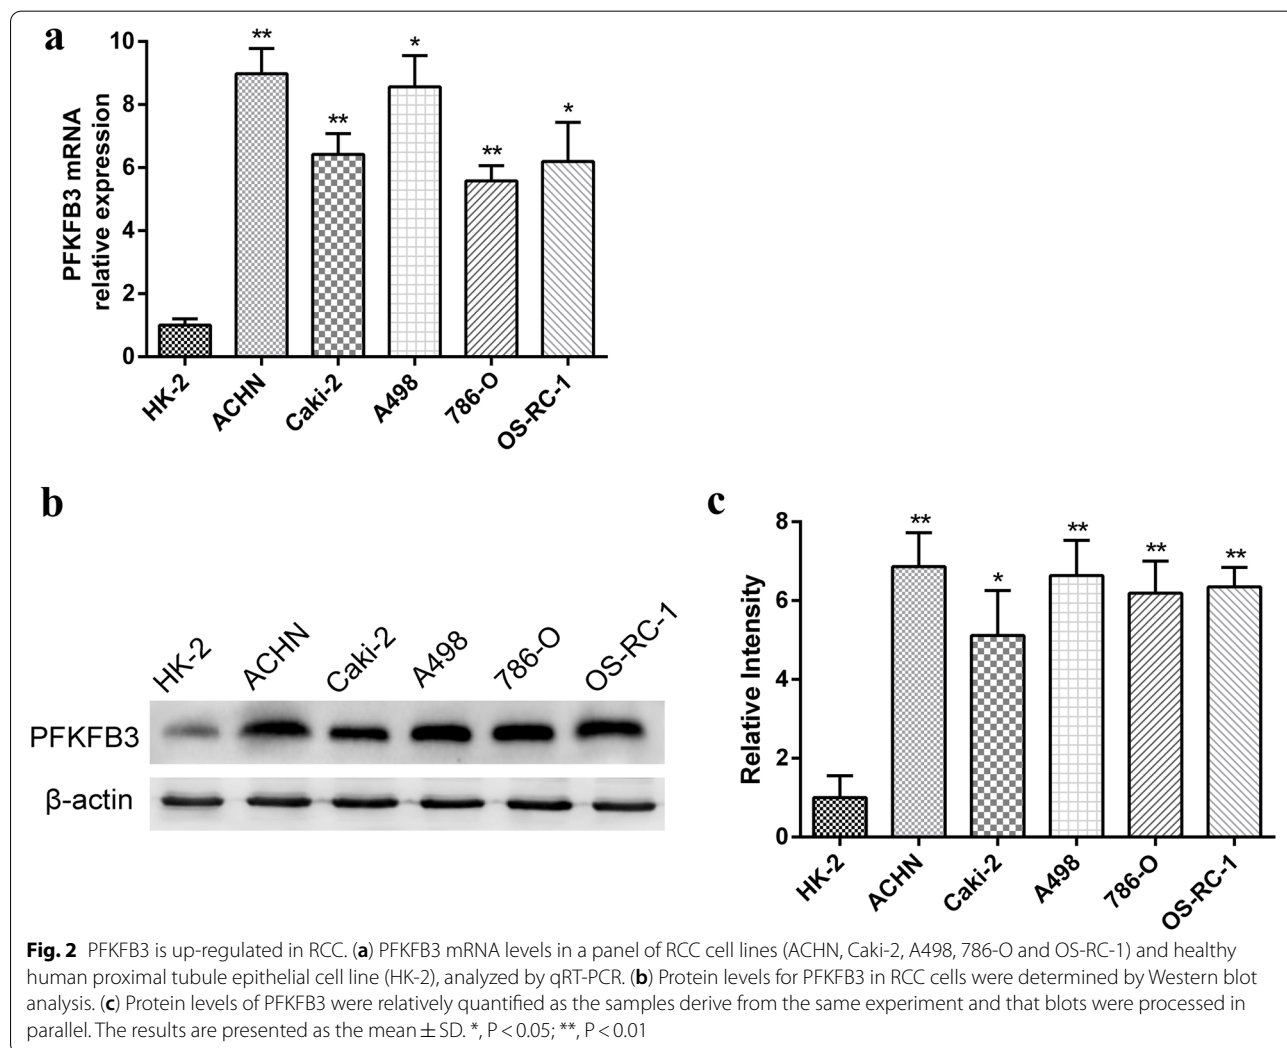 a
PFKFB3 mRNA
relative expression
10
8
6
4
2
0
** ** * ** *
HK-2 ACHN Caki-2 A498 786-O OS-RC-1
b
HK-2 ACHN Caki-2 A498 786-O OS-RC-1
PFKFB3
β-actin
c
Relative Intensity
8
6
4
2
0
** * ** ** **
HK-2 ACHN Caki-2 A498 786-O OS-RC-1
Fig. 2 PFKFB3 is up-regulated in RCC. (a) PFKFB3 mRNA levels in a panel of RCC cell lines (ACHN, Caki-2, A498, 786-O and OS-RC-1) and healthy
human proximal tubule epithelial cell line (HK-2), analyzed by qRT-PCR. (b) Protein levels for PFKFB3 in RCC cells were determined by Western blot
analysis. (c) Protein levels of PFKFB3 were relatively quantified as the samples derive from the same experiment and that blots were processed in
parallel. The results are presented as the mean ± SD. *, P < 0.05; **, P < 0.01